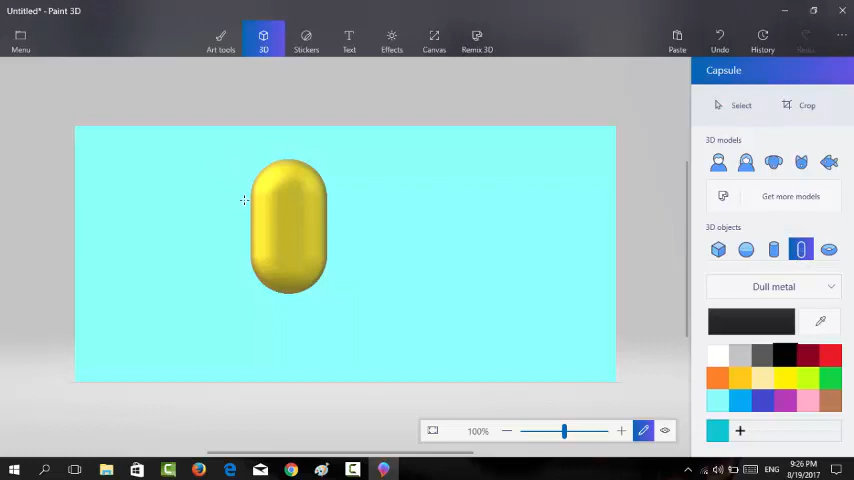 Untitled* - Paint 3D
Menu
Art tools
3D
Stickers
Text
Effects
Canvas
Remix 3D
Paste
Undo
History
Redo
Capsule
Select
Crop
3D models
Get more models
3D objects
Dull metal
100%
ENG
9:26 PM
8/19/2017